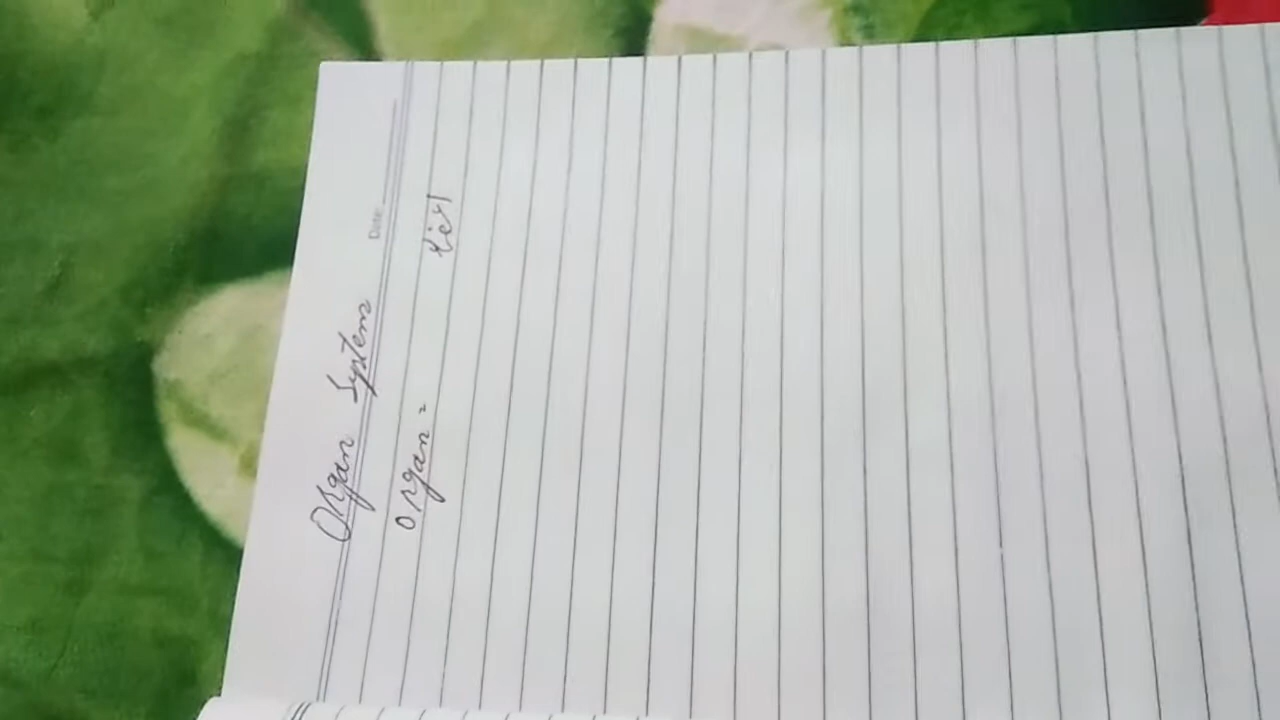 Date:
Organ System
Organ =